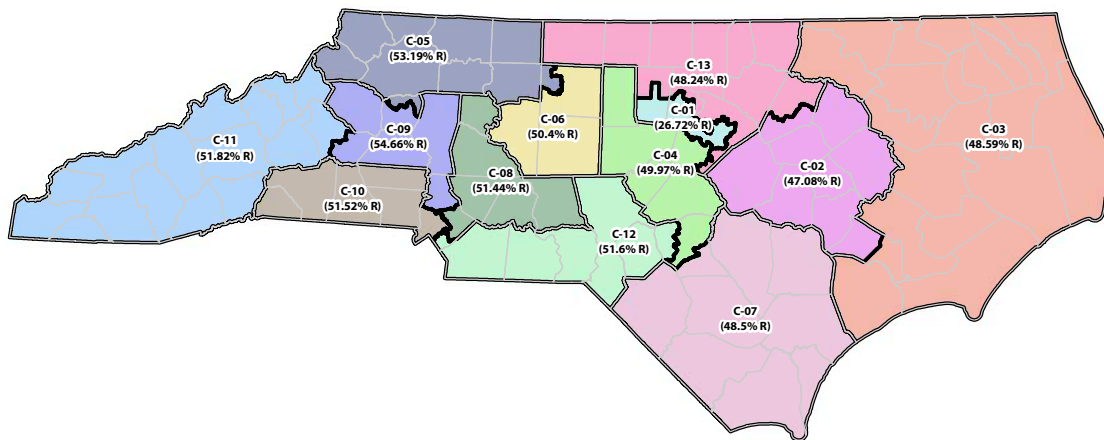 C-05
(53.19% R)
C-13
(48.24% R)
C-01
(26.72% R)
C-06
(50.4% R)
C-09
(54.66% R)
C-03
(48.59% R)
C-11
(51.82% R)
C-04
(49.97% R)
C-02
(47.08% R)
C-08
(51.44% R)
C-10
(51.52% R)
C-12
(51.6% R)
C-07
(48.5% R)